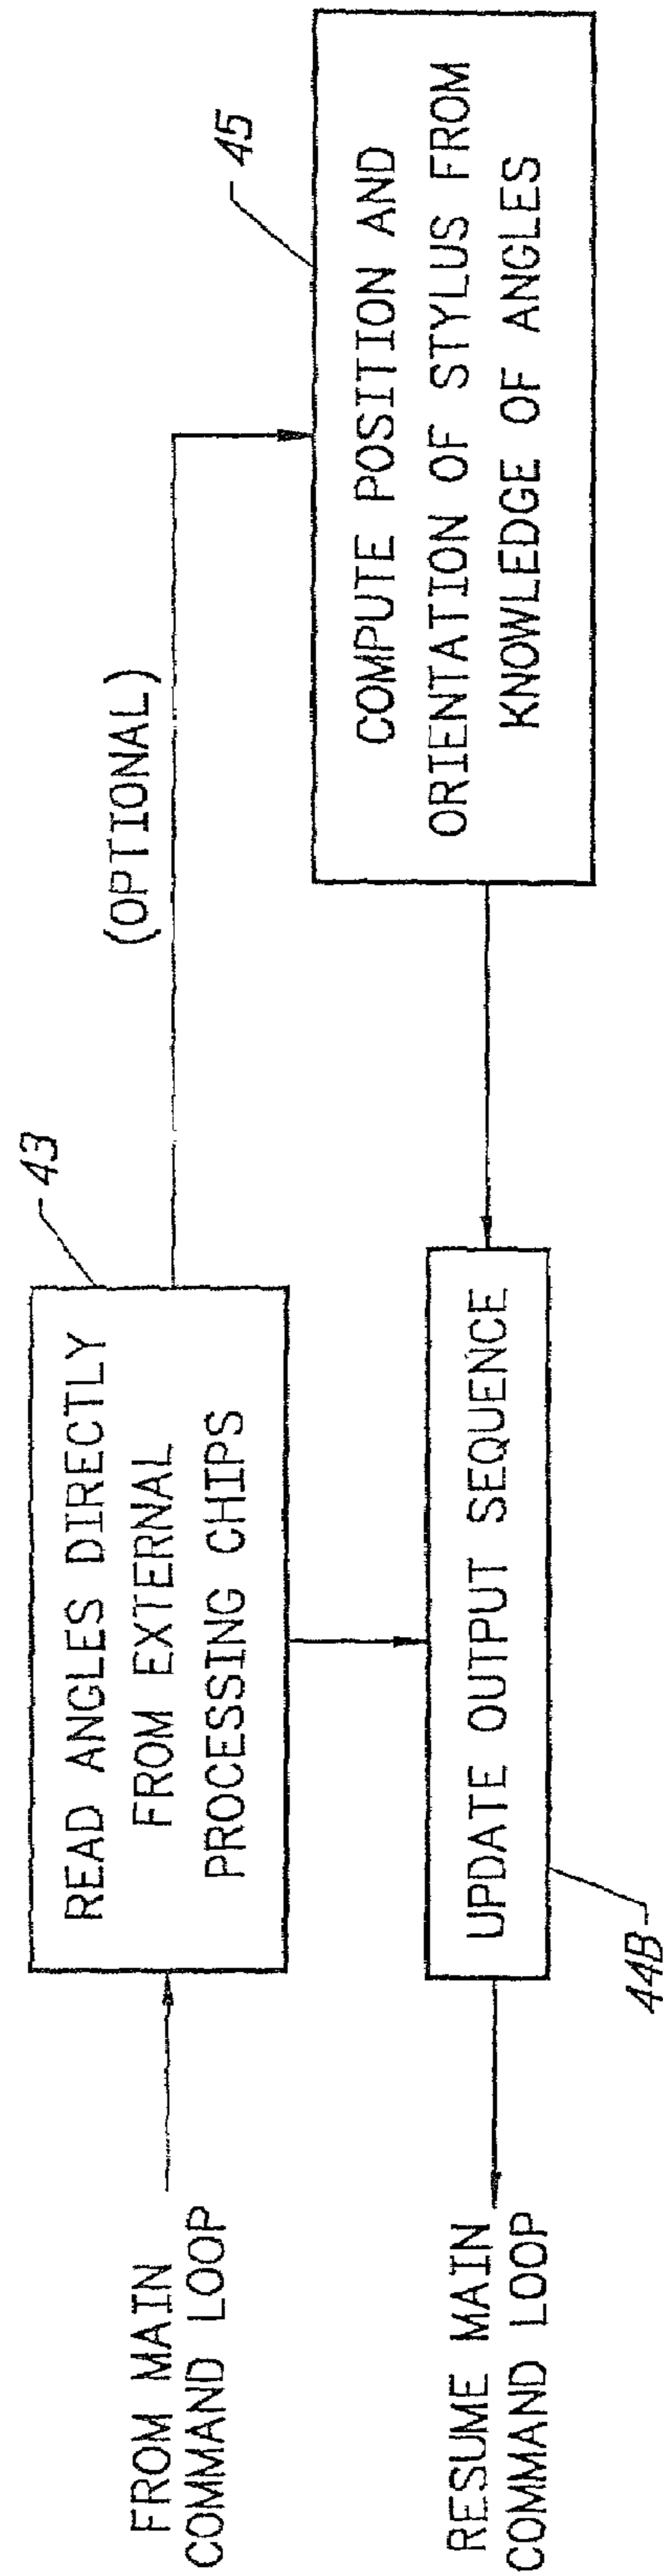 FROM MAIN
COMMAND LOOP
READ ANGLES DIRECTLY
FROM EXTERNAL
PROCESSING CHIPS
43
(OPTIONAL)
45
COMPUTE POSITION AND
ORIENTATION OF STYLUS FROM
KNOWLEDGE OF ANGLES
UPDATE OUTPUT SEQUENCE
44B
RESUME MAIN
COMMAND LOOP